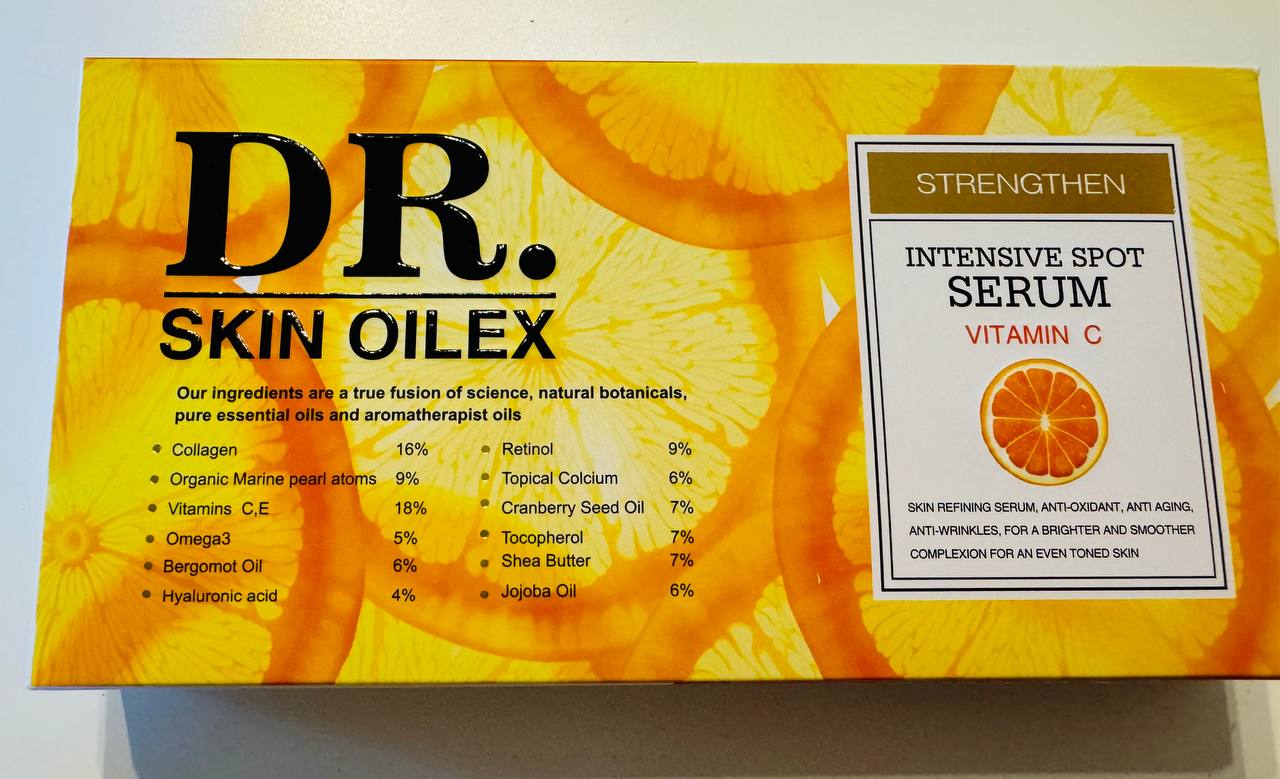 DR.
SKIN OILEX
Our ingredients are a true fusion of science, natural botanicals,
pure essential oils and aromatherapist oils
Collagen 16%
Organic Marine pearl atoms 9%
Vitamins C,E 18%
Omega3 5%
Bergomot Oil 6%
Hyaluronic acid 4%
Retinol 9%
Topical Colcium 6%
Cranberry Seed Oil 7%
Tocopherol 7%
Shea Butter 7%
Jojoba Oil 6%
STRENGTHEN
INTENSIVE SPOT
SERUM
VITAMIN C
SKIN REFINING SERUM, ANTI-OXIDANT, ANTI AGING,
ANTI-WRINKLES, FOR A BRIGHTER AND SMOOTHER
COMPLEXION FOR AN EVEN TONED SKIN